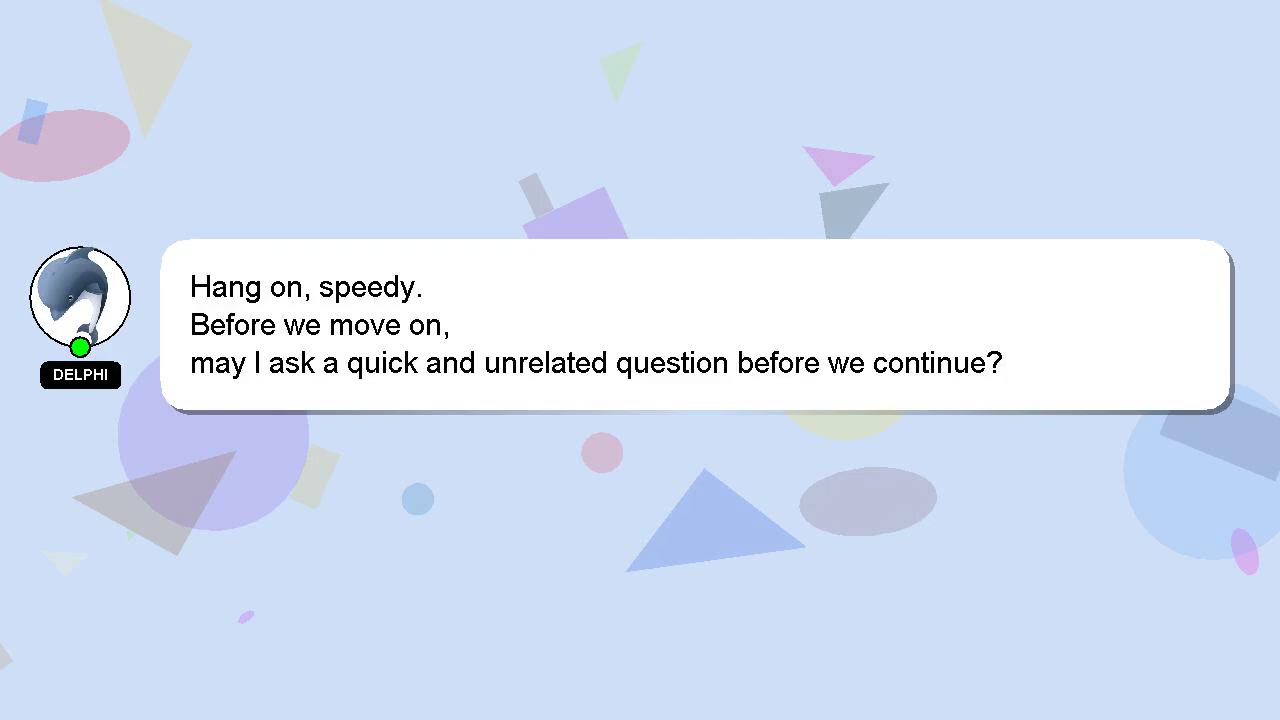 Hang on, speedy.
Before we move on,
may I ask a quick and unrelated question before we continue?
DELPHI